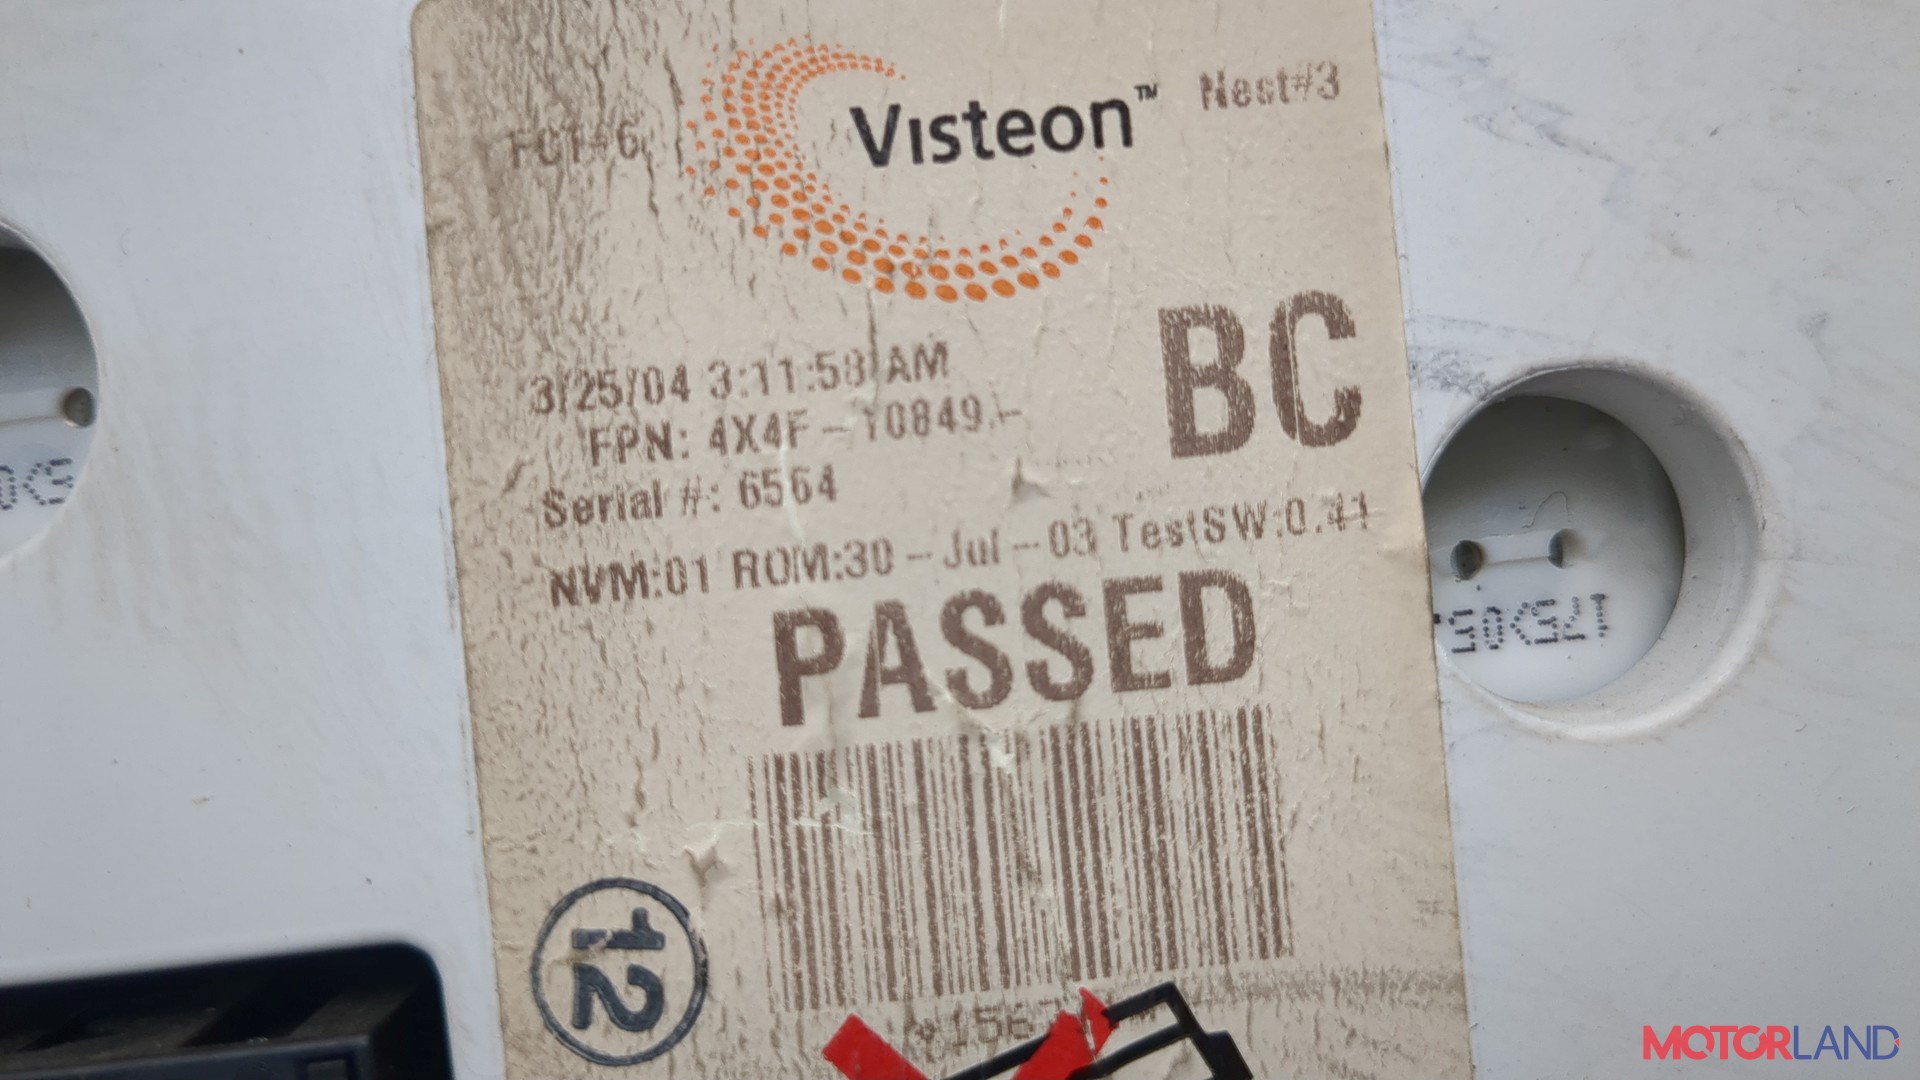 Visteon™ Nest#3
FCT#6
BC
3/25/04 3:11:58 AM
FPN: 4X4F-10849-
Serial #: 6564
NVM:01 ROM:30-Jul-03 TestSW:0.41
PASSED
12
MOTORLAND